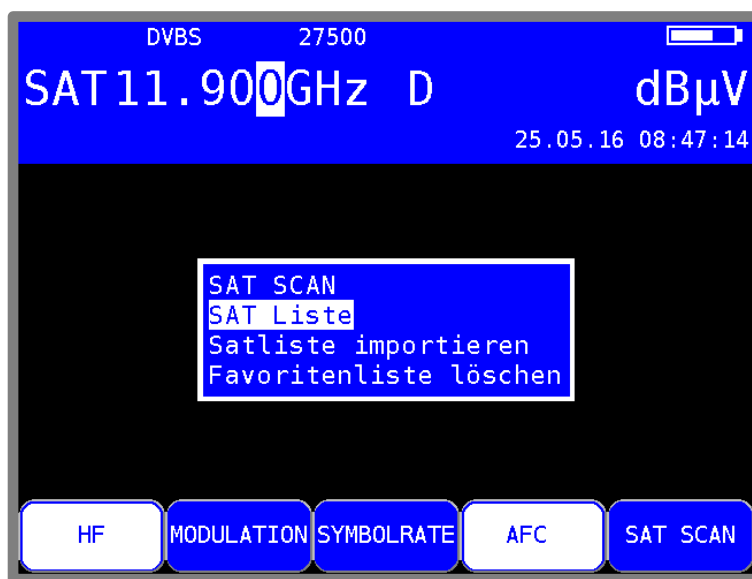 DVBS 27500
SAT11.900GHz D dBµV
25.05.16 08:47:14
SAT SCAN
SAT Liste
Satliste importieren
Favoritenliste löschen
HF MODULATION SYMBOLRATE AFC SAT SCAN